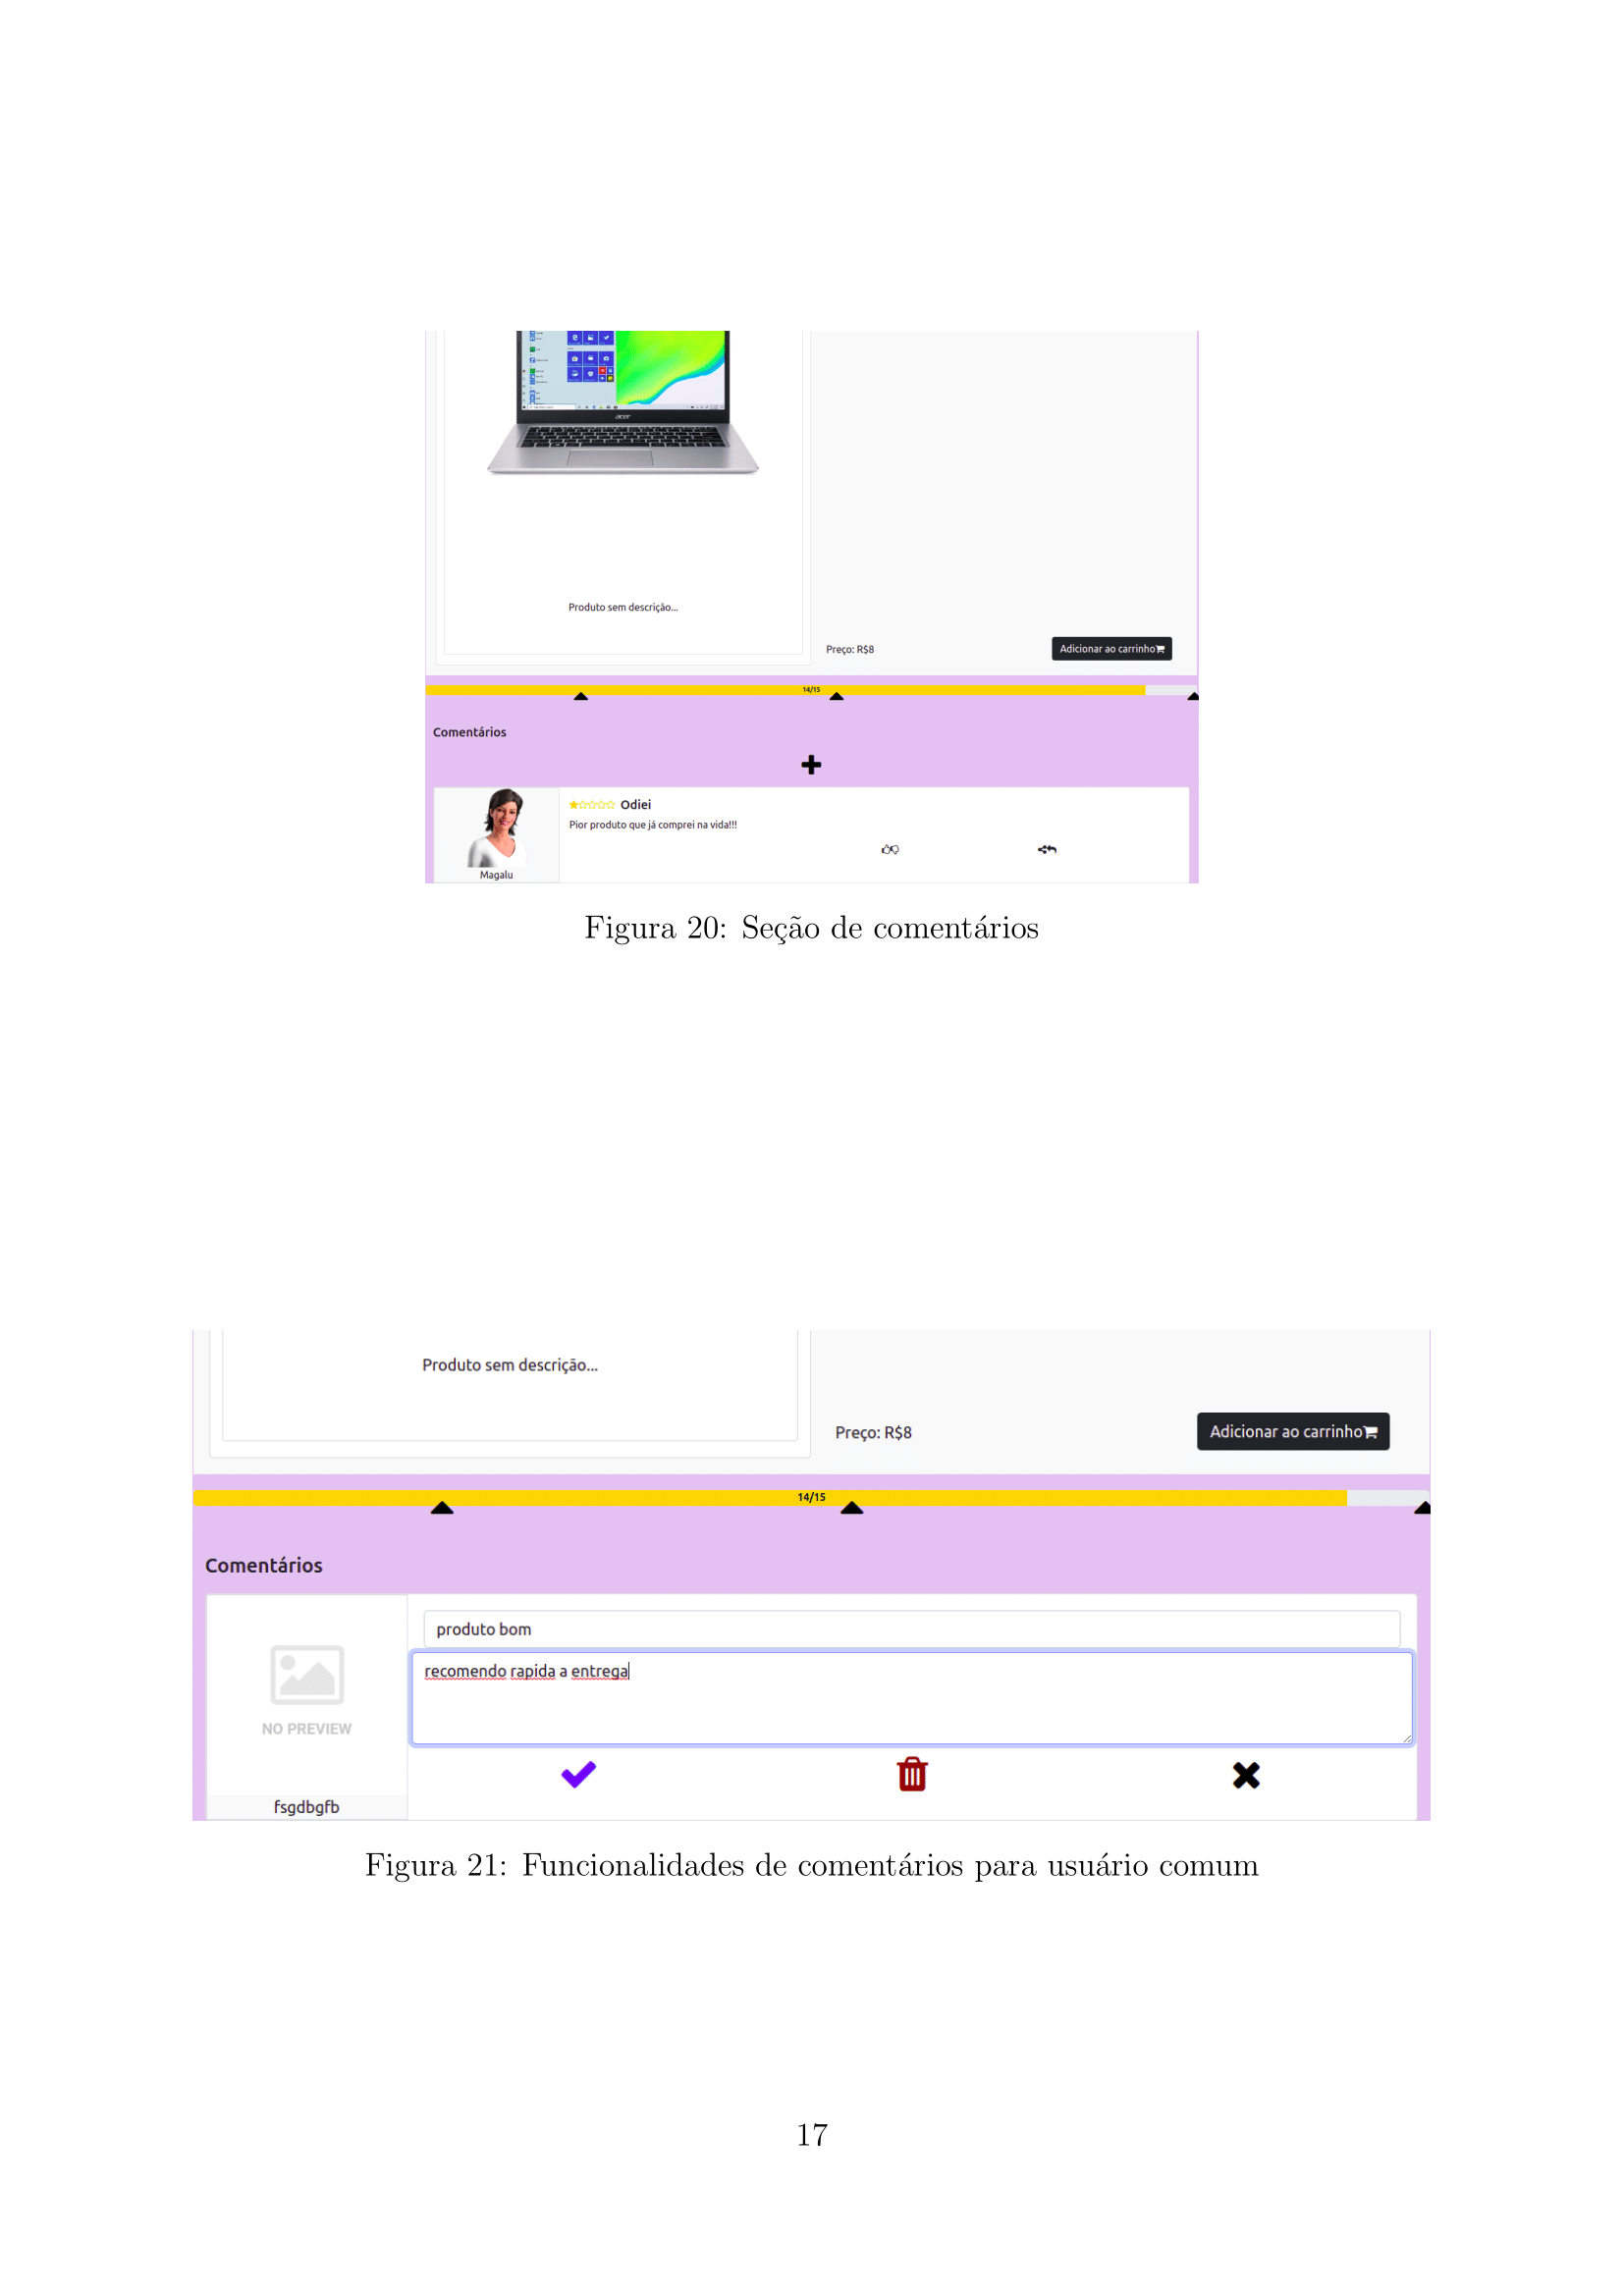 acer
Produto sem descrição...
Preço: R$8
Adicionar ao carrinho
14/15
Comentários
Odiei
Pior produto que já comprei na vida!!!
Magalu
Figura 20: Seção de comentários
Produto sem descrição...
Preço: R$8
Adicionar ao carrinho
14/15
Comentários
produto bom
recomendo rapida a entrega
NO PREVIEW
fsgdbgfb
Figura 21: Funcionalidades de comentários para usuário comum
17